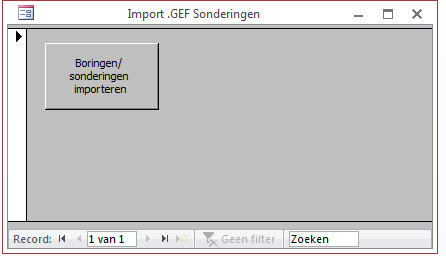 Import .GEF Sonderingen
Boringen/
sonderingen
importeren
Record: 1 van 1 Geen filter Zoeken